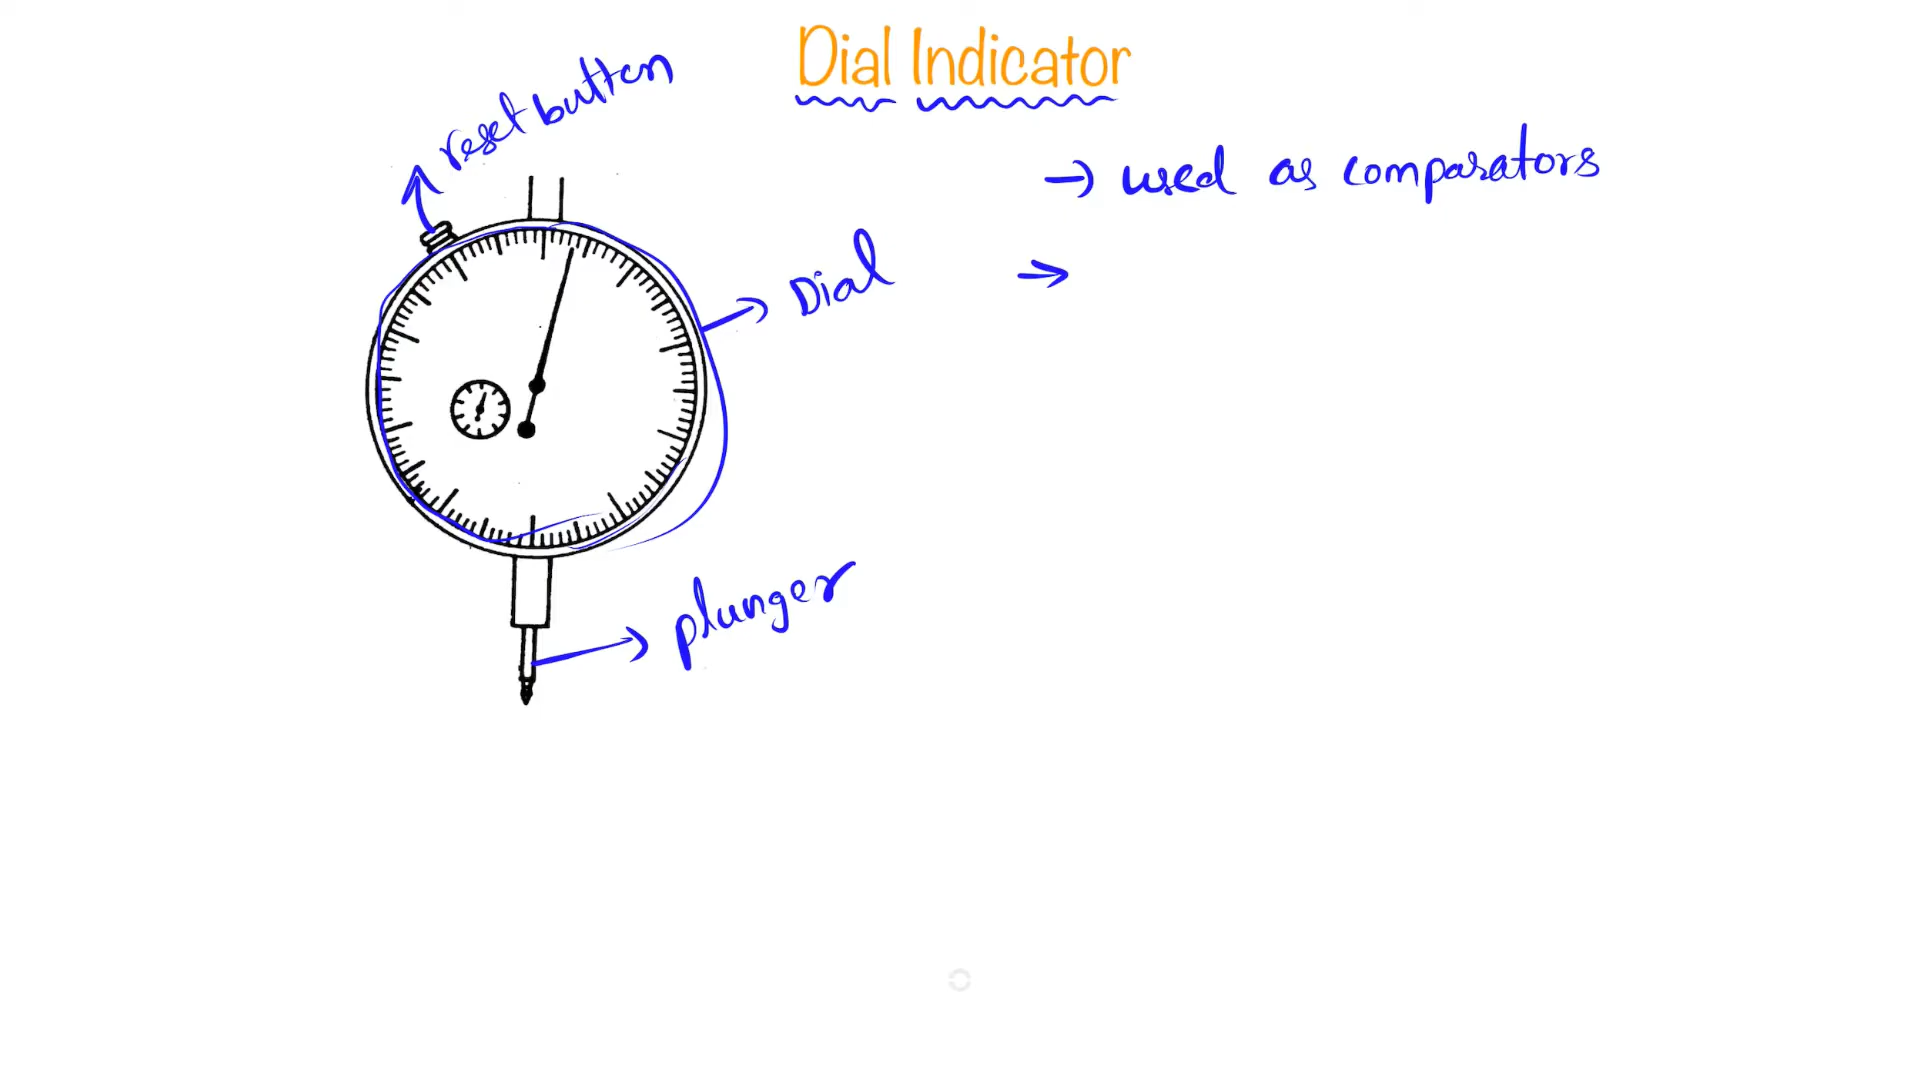 Dial Indicator
reset button
→ used as comparators
→ Dial
→
→ plunger